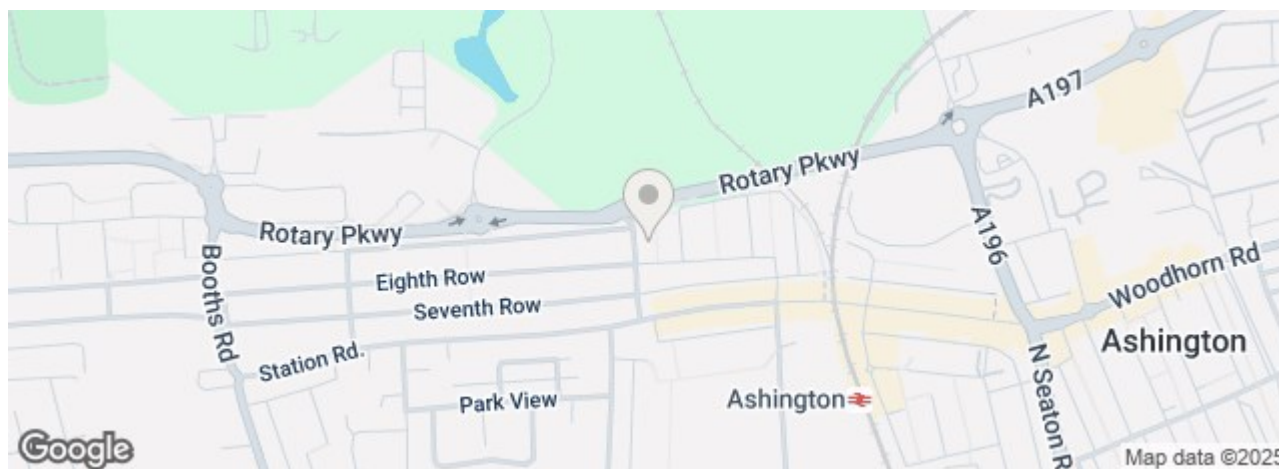 A197
Rotary Pkwy
Rotary Pkwy
A196
Booths Rd
Eighth Row
Woodhorn Rd
Seventh Row
Ashington
Station Rd.
N Seaton R
Park View
Ashington
Google
Map data ©2025